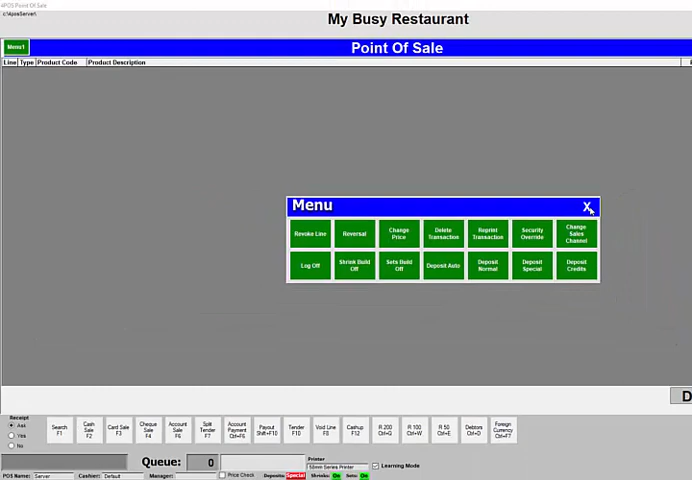 4POS Point Of Sale
c:\4posServer\
My Busy Restaurant
Menu1
Point Of Sale
Line Type Product Code Product Description
Menu X
Revoke Line Reversal Change Price Delete Transaction Reprint Transaction Security Override Change Sales Channel
Log Off Shrink Build Off Sets Build Off Deposit Auto Deposit Normal Deposit Special Deposit Credits
D
Receipt
Ask
Yes
No
Search F1 Cash Sale F2 Card Sale F3 Cheque Sale F4 Account Sale F6 Split Tender F7 Account Payment Ctrl+F6 Payout Shift+F10 Tender F10 Void Line F8 Cashup F12 R 200 Ctrl+Q R 100 Ctrl+W R 50 Ctrl+E Debtors Ctrl+D Foreign Currency Ctrl+F7
Queue: 0
Printer
58mm Series Printer
Learning Mode
POS Name: Server Cashier: Default Manager: Price Check Deposits: Special Shrinks: On Sets: On